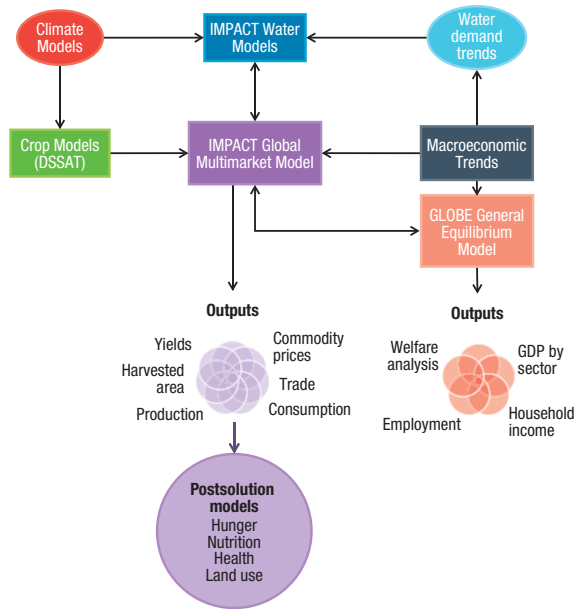 Climate
Models
IMPACT Water
Models
Water
demand
trends
Crop Models
(DSSAT)
IMPACT Global
Multimarket Model
Macroeconomic
Trends
GLOBE General
Equilibrium
Model
Outputs
Yields
Commodity
prices
Harvested
area
Trade
Production
Consumption
Outputs
Welfare
analysis
GDP by
sector
Employment
Household
income
Postsolution
models
Hunger
Nutrition
Health
Land use